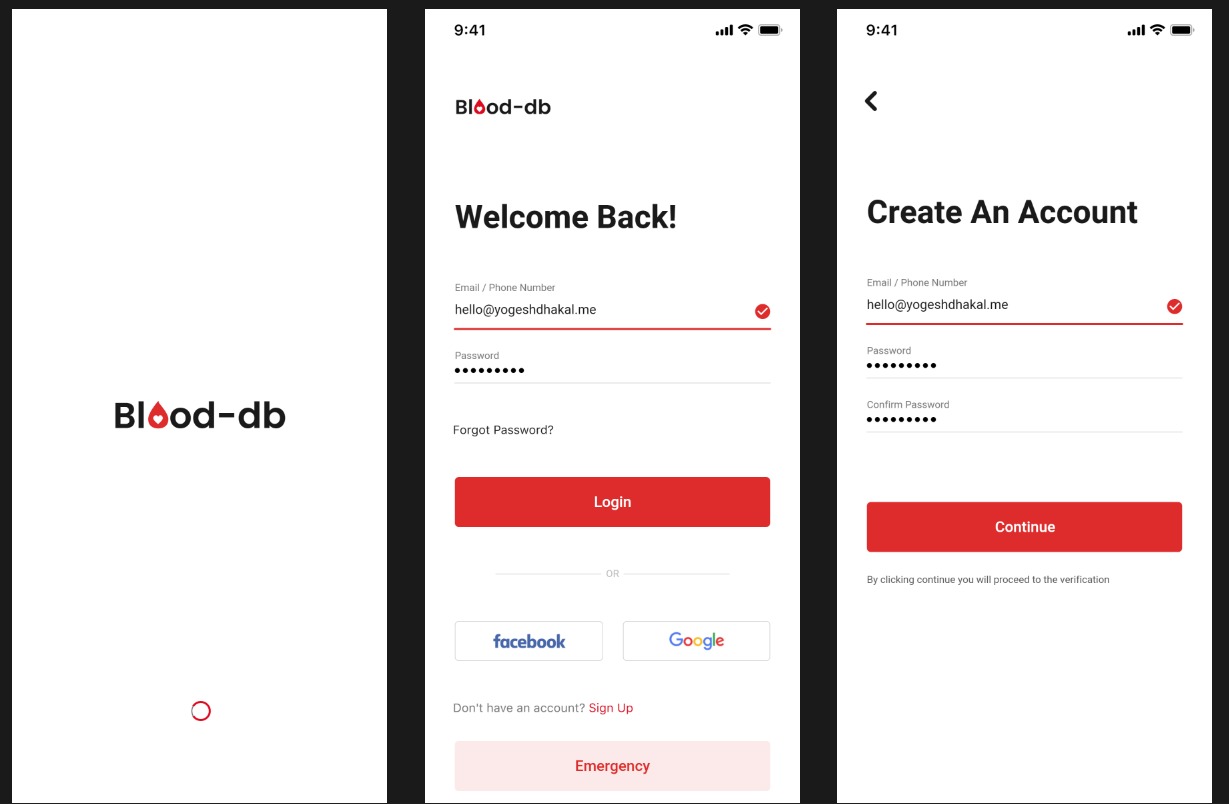 Blood-db
9:41
Blood-db
Welcome Back!
Email / Phone Number
hello@yogeshdhakal.me
Password
•••••••••
Forgot Password?
Login
OR
facebook
Google
Don't have an account? Sign Up
Emergency
9:41
Create An Account
Email / Phone Number
hello@yogeshdhakal.me
Password
•••••••••
Confirm Password
•••••••••
Continue
By clicking continue you will proceed to the verification